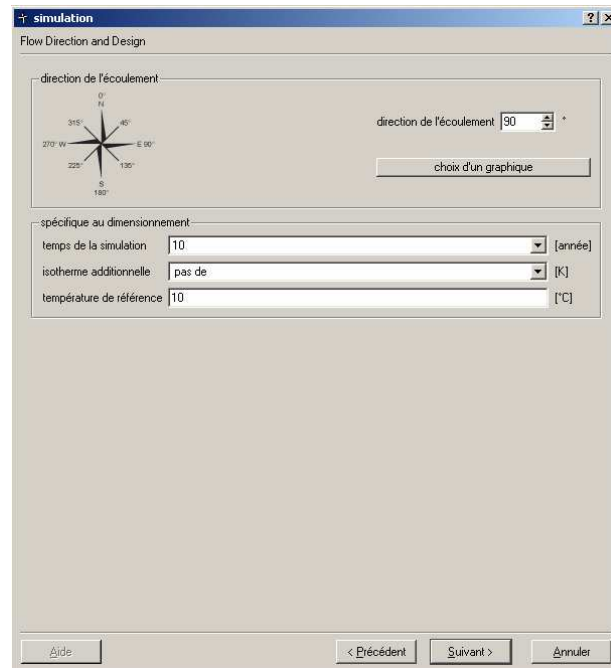 simulation
Flow Direction and Design
direction de l'écoulement
0°
N
315°
45°
270° W
E 90°
225°
135°
S
180°
direction de l'écoulement 90 °
choix d'un graphique
spécifique au dimensionnement
temps de la simulation 10 [année]
isotherme additionnelle pas de [K]
température de référence 10 [°C]
Aide
< Précédent
Suivant >
Annuler